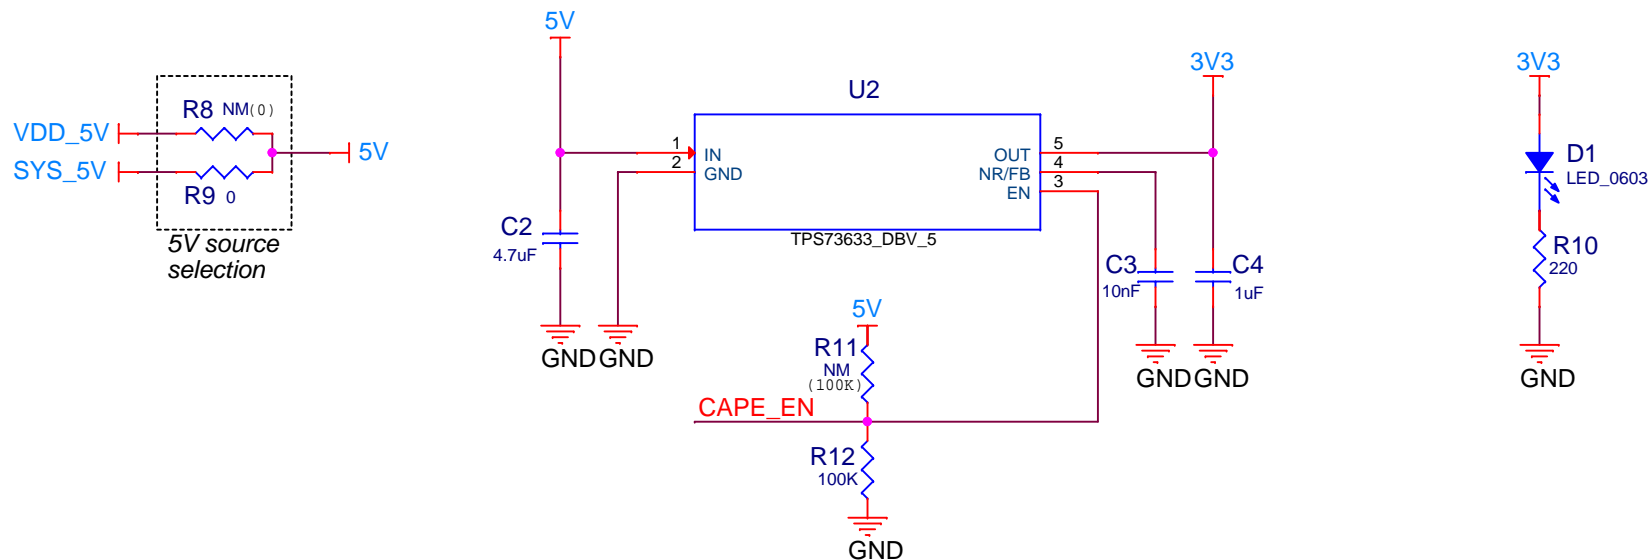 R8 NM(0)
VDD_5V
SYS_5V
5V
R9 0
5V source
selection
5V
U2
1
IN
2
GND
OUT
5
NR/FB
4
EN
3
TPS73633_DBV_5
C2
4.7uF
GND GND
3V3
C3
10nF
C4
1uF
GND GND
5V
R11
NM
(100K)
CAPE_EN
R12
100K
GND
3V3
D1
LED_0603
R10
220
GND